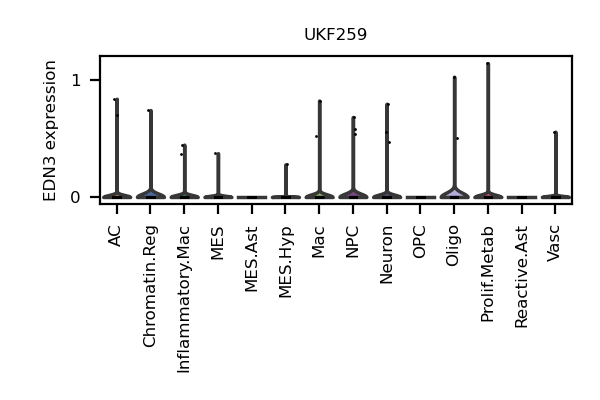 UKF259
EDN3 expression
1
0
AC
Chromatin.Reg
Inflammatory.Mac
MES
MES.Ast
MES.Hyp
Mac
NPC
Neuron
OPC
Oligo
Prolif.Metab
Reactive.Ast
Vasc